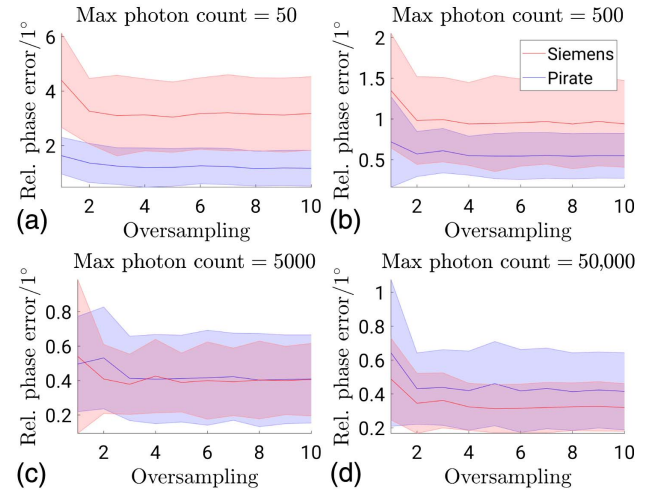 Max photon count = 50
Rel. phase error/1°
6
4
2
2 4 6 8 10
(a) Oversampling
Max photon count = 500
Rel. phase error/1°
2
1.5
1
0.5
Siemens
Pirate
2 4 6 8 10
(b) Oversampling
Max photon count = 5000
Rel. phase error/1°
0.8
0.6
0.4
0.2
2 4 6 8 10
(c) Oversampling
Max photon count = 50,000
Rel. phase error/1°
1
0.8
0.6
0.4
0.2
2 4 6 8 10
(d) Oversampling